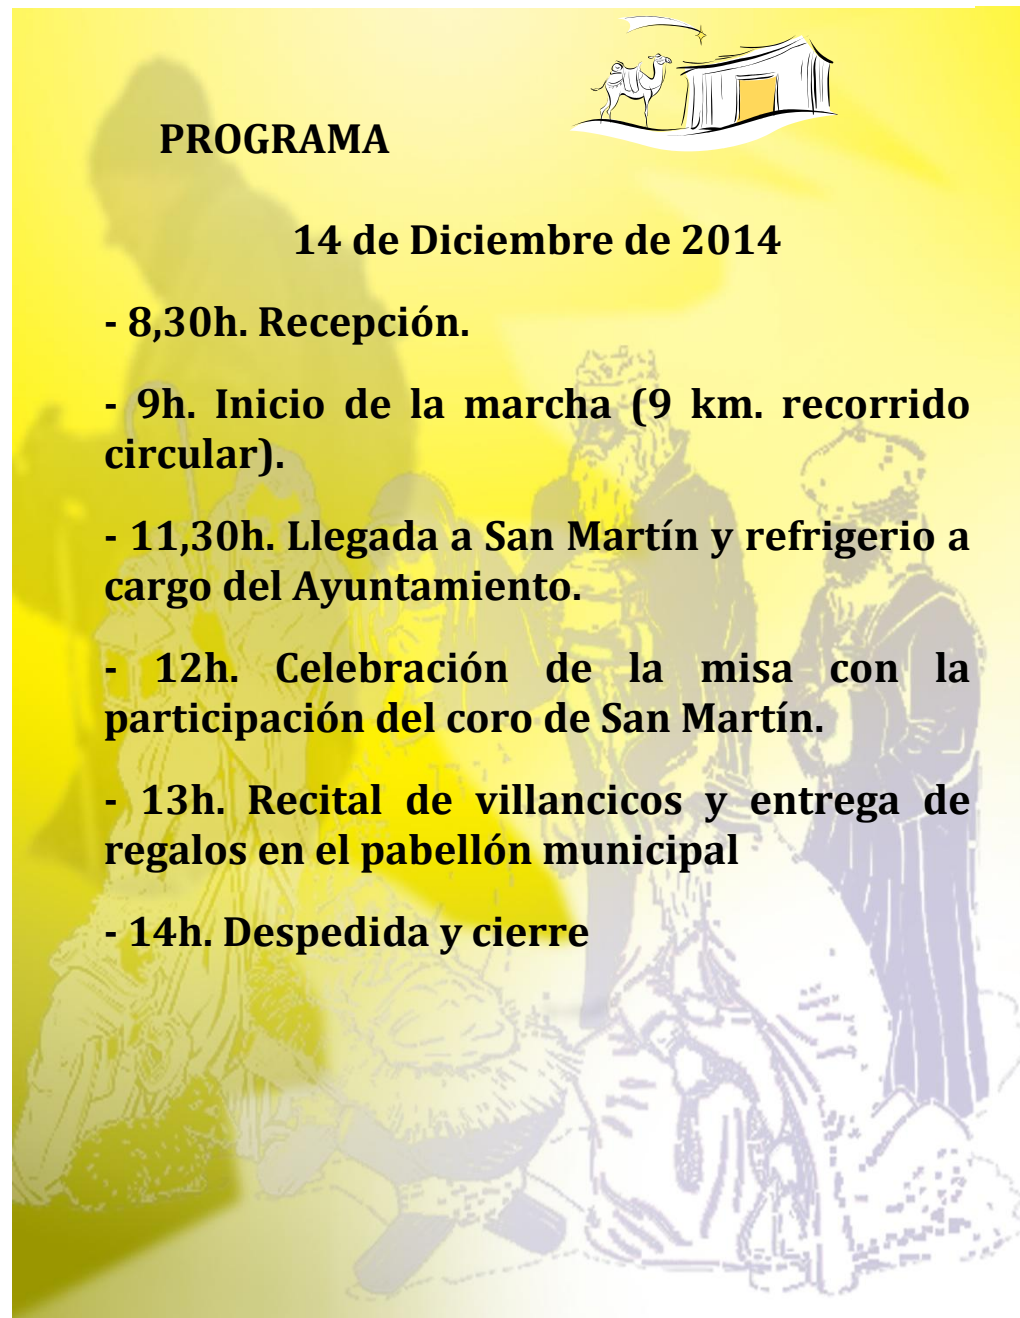 PROGRAMA
14 de Diciembre de 2014
- 8,30h. Recepción.
- 9h. Inicio de la marcha (9 km. recorrido
circular).
- 11,30h. Llegada a San Martín y refrigerio a
cargo del Ayuntamiento.
- 12h. Celebración de la misa con la
participación del coro de San Martín.
- 13h. Recital de villancicos y entrega de
regalos en el pabellón municipal
- 14h. Despedida y cierre